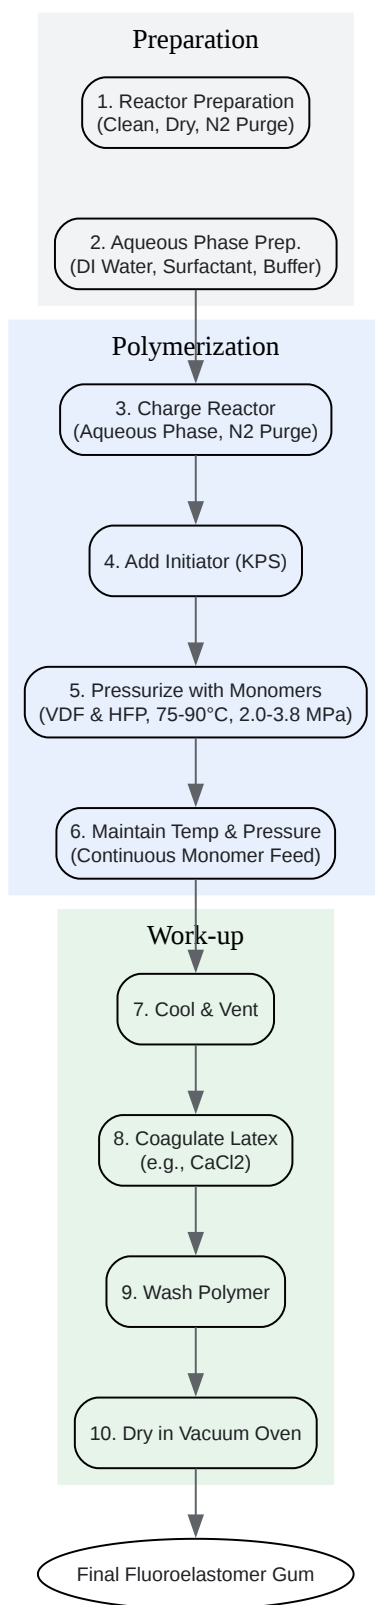 Preparation
1. Reactor Preparation
(Clean, Dry, N2 Purge)
2. Aqueous Phase Prep.
(DI Water, Surfactant, Buffer)
Polymerization
3. Charge Reactor
(Aqueous Phase, N2 Purge)
4. Add Initiator (KPS)
5. Pressurize with Monomers
(VDF & HFP, 75-90°C, 2.0-3.8 MPa)
6. Maintain Temp & Pressure
(Continuous Monomer Feed)
Work-up
7. Cool & Vent
8. Coagulate Latex
(e.g., CaCl2)
9. Wash Polymer
10. Dry in Vacuum Oven
Final Fluoroelastomer Gum